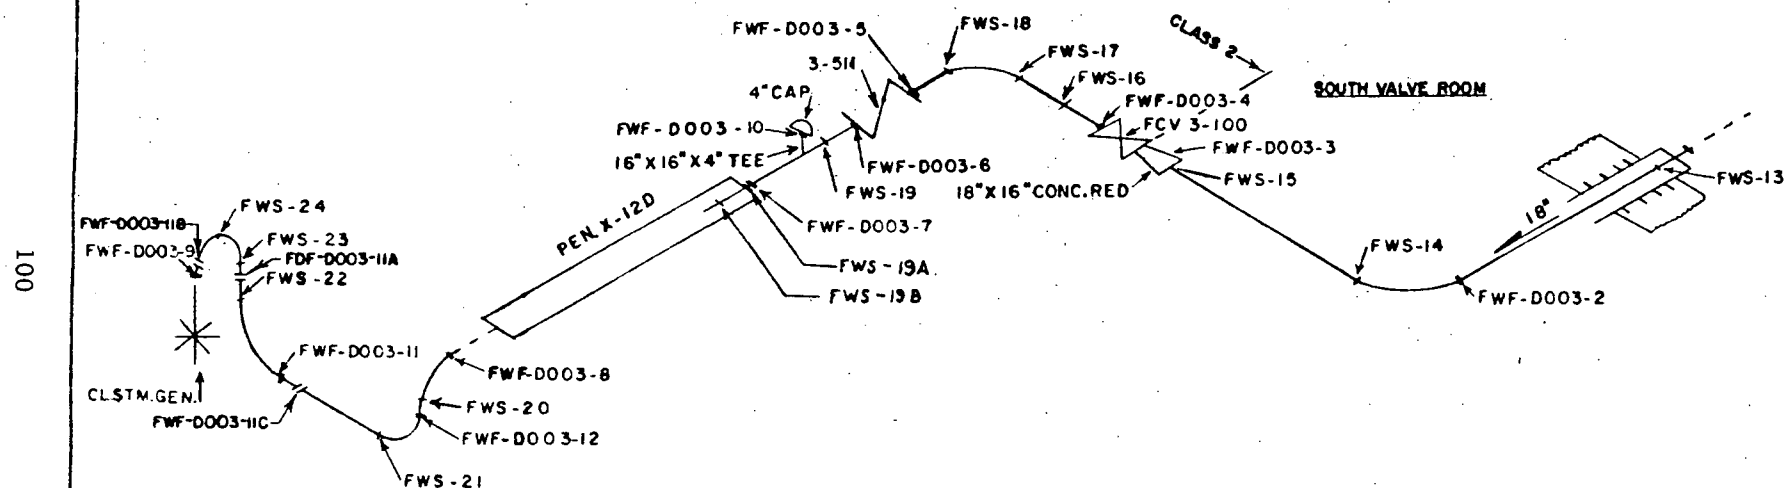 FWF-D003-5
FWS-18
CLASS 2
FWS-17
3-511
FWS-16
SOUTH VALVE ROOM
4" CAP
FWF-D003-4
FCV 3-100
FWF-D003-10
FWF-D003-3
16" X 16" X 4" TEE
FWF-D003-6
FWS-15
FWS-13
FWS-19
18" X 16" CONC. RED
PEN. X-12D
FWS-24
FWF-D003-11B
FWF-D003-7
18"
FWS-23
FWF-D003-9
FWS-14
FDF-D003-11A
FWS-19A
FWS-22
FWS-19B
FWF-D003-2
100
FWF-D003-11
FWF-D003-8
CL.STM.GEN.
FWS-20
FWF-D003-11C
FWF-D003-12
FWS-21